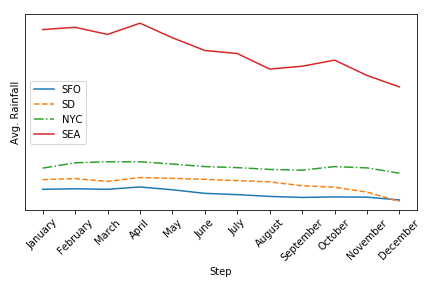 Avg. Rainfall
SFO
SD
NYC
SEA
January
February
March
April
May
June
July
August
September
October
November
December
Step